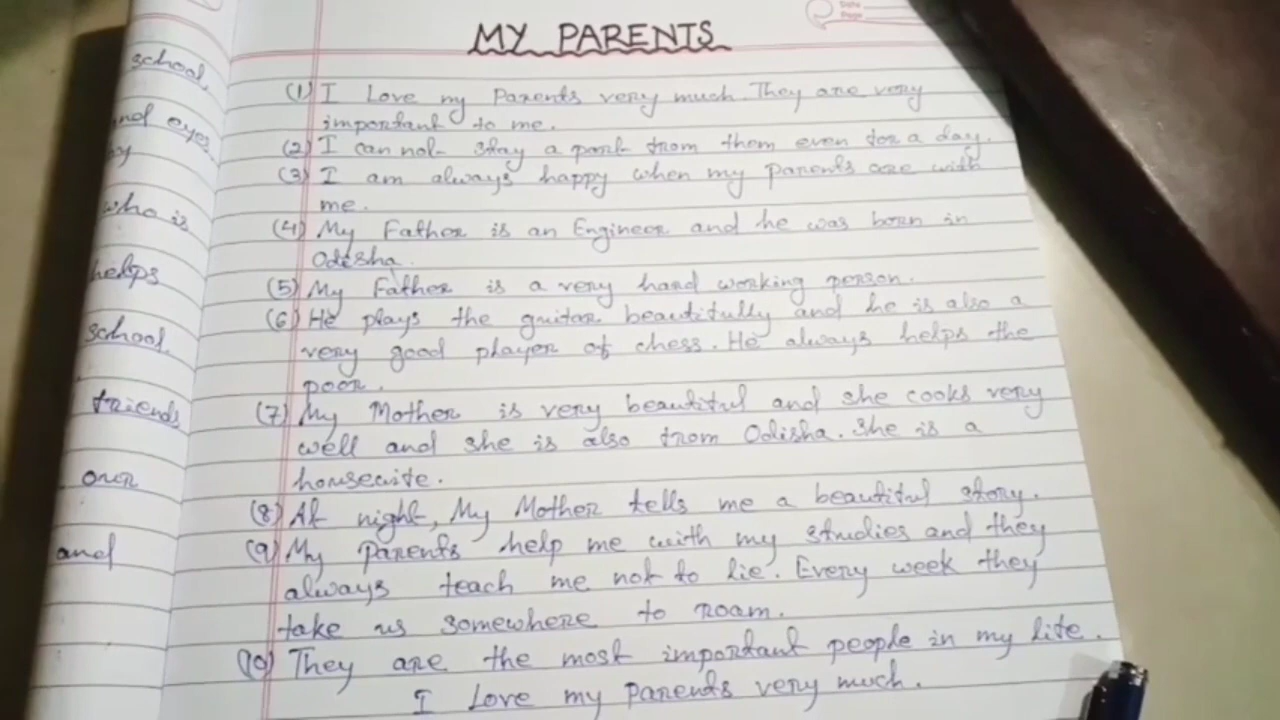 school,
and eyes
who is
helps
school.
friends
our
and
Date
Page
MY PARENTS
(1) I Love my Parents very much. They are very
important to me.
(2) I can not stay a part from them even for a day.
(3) I am always happy when my parents are with
me.
(4) My Father is an Engineer and he was born in
Odisha.
(5) My Father is a very hard working person.
(6) He plays the guitar beautifully and he is also a
very good player of chess. He always helps the
poor.
(7) My Mother is very beautiful and she cooks very
well and she is also from Odisha. She is a
housewife.
(8) At night, My Mother tells me a beautiful story.
(9) My Parents help me with my studies and they
always teach me not to lie. Every week they
take us somewhere to roam.
(10) They are the most important people in my life.
I Love my parents very much.